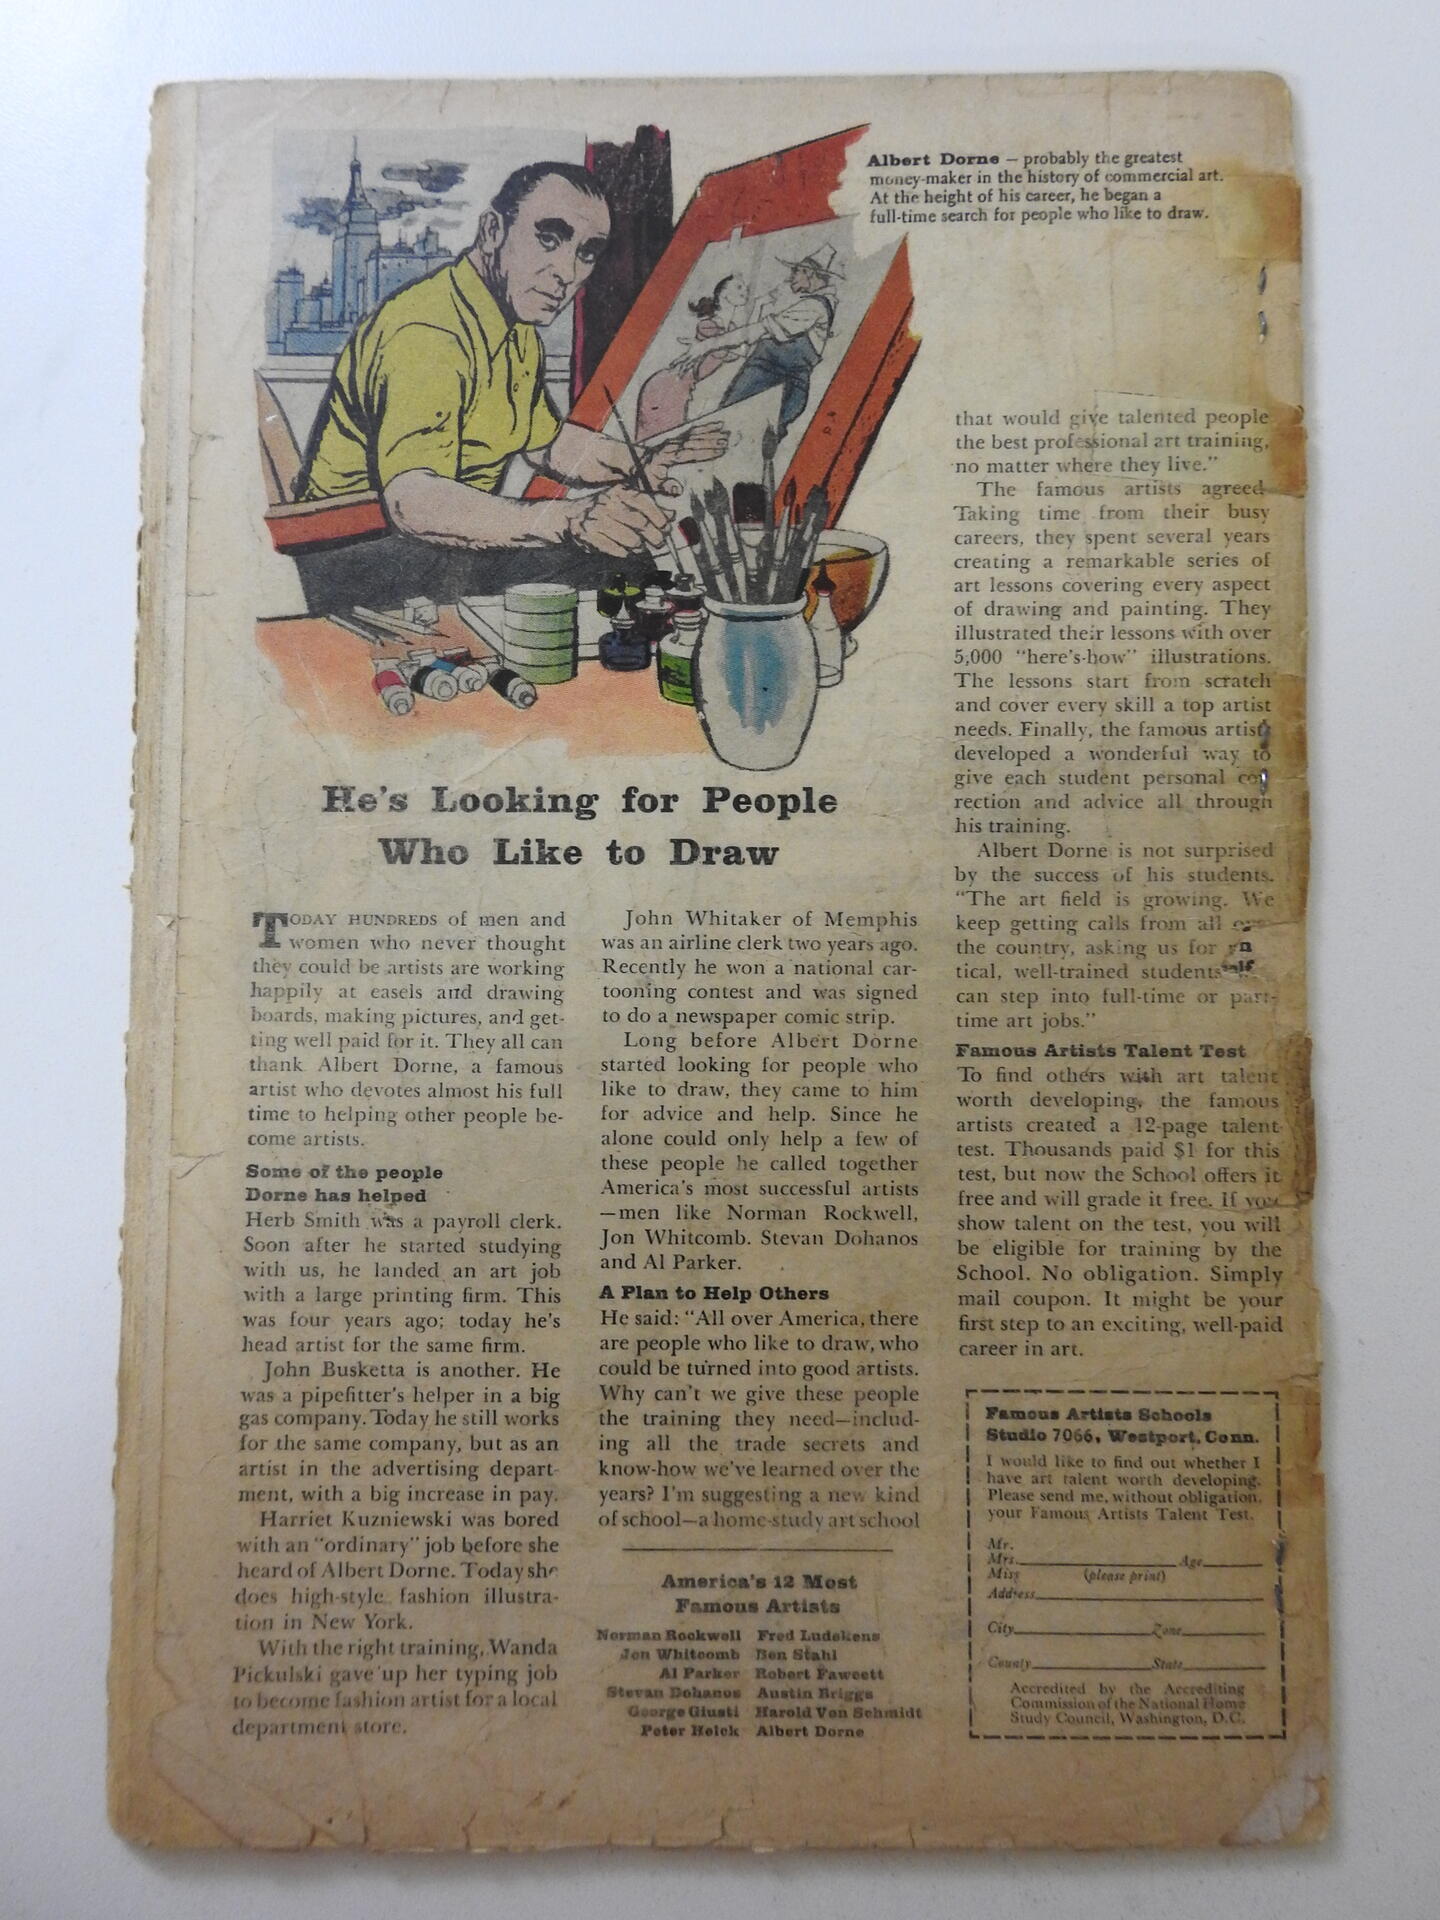 Albert Dorne – probably the greatest
money-maker in the history of commercial art.
At the height of his career, he began a
full-time search for people who like to draw.
He's Looking for People
Who Like to Draw
TODAY HUNDREDS of men and
women who never thought
they could be artists are working
happily at easels and drawing
boards, making pictures, and get-
ting well paid for it. They all can
thank Albert Dorne, a famous
artist who devotes almost his full
time to helping other people be-
come artists.
Some of the people
Dorne has helped
Herb Smith was a payroll clerk.
Soon after he started studying
with us, he landed an art job
with a large printing firm. This
was four years ago; today he's
head artist for the same firm.
John Busketta is another. He
was a pipefitter's helper in a big
gas company. Today he still works
for the same company, but as an
artist in the advertising depart-
ment, with a big increase in pay.
Harriet Kuzniewski was bored
with an "ordinary" job before she
heard of Albert Dorne. Today she
does high-style fashion illustra-
tion in New York.
With the right training, Wanda
Pickulski gave up her typing job
to become fashion artist for a local
department store.
John Whitaker of Memphis
was an airline clerk two years ago.
Recently he won a national car-
tooning contest and was signed
to do a newspaper comic strip.
Long before Albert Dorne
started looking for people who
like to draw, they came to him
for advice and help. Since he
alone could only help a few of
these people he called together
America's most successful artists
—men like Norman Rockwell,
Jon Whitcomb. Stevan Dohanos
and Al Parker.
A Plan to Help Others
He said: "All over America, there
are people who like to draw, who
could be turned into good artists.
Why can't we give these people
the training they need—includ-
ing all the trade secrets and
know-how we've learned over the
years? I'm suggesting a new kind
of school—a home-study art school
America's 12 Most
Famous Artists
Norman Rockwell Fred Ludekens
Jon Whitcomb Ben Stahl
Al Parker Robert Fawcett
Stevan Dohanos Austin Briggs
George Giusti Harold Von Schmidt
Peter Helck Albert Dorne
that would give talented people
the best professional art training,
no matter where they live."
The famous artists agreed
Taking time from their busy
careers, they spent several years
creating a remarkable series of
art lessons covering every aspect
of drawing and painting. They
illustrated their lessons with over
5,000 "here's-how" illustrations.
The lessons start from scratch
and cover every skill a top artist
needs. Finally, the famous artists
developed a wonderful way to
give each student personal cor
rection and advice all through
his training.
Albert Dorne is not surprised
by the success of his students.
"The art field is growing. We
keep getting calls from all
the country, asking us for
tical, well-trained students
can step into full-time or part-
time art jobs."
Famous Artists Talent Test
To find others with art talent
worth developing, the famous
artists created a 12-page talent
test. Thousands paid $1 for this
test, but now the School offers it
free and will grade it free. If you
show talent on the test, you will
be eligible for training by the
School. No obligation. Simply
mail coupon. It might be your
first step to an exciting, well-paid
career in art.
Famous Artists Schools
Studio 7066, Westport, Conn.
I would like to find out whether I
have art talent worth developing.
Please send me, without obligation,
your Famous Artists Talent Test.
Mr.
Mrs. Age
Miss (please print)
Address
City Zone
County State
Accredited by the Accrediting
Commission of the National Home
Study Council, Washington, D.C.